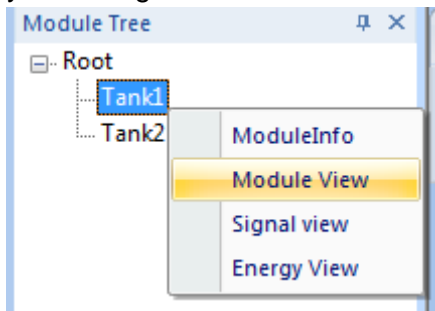 Module Tree
Root
Tank1
Tank2
ModuleInfo
Module View
Signal view
Energy View